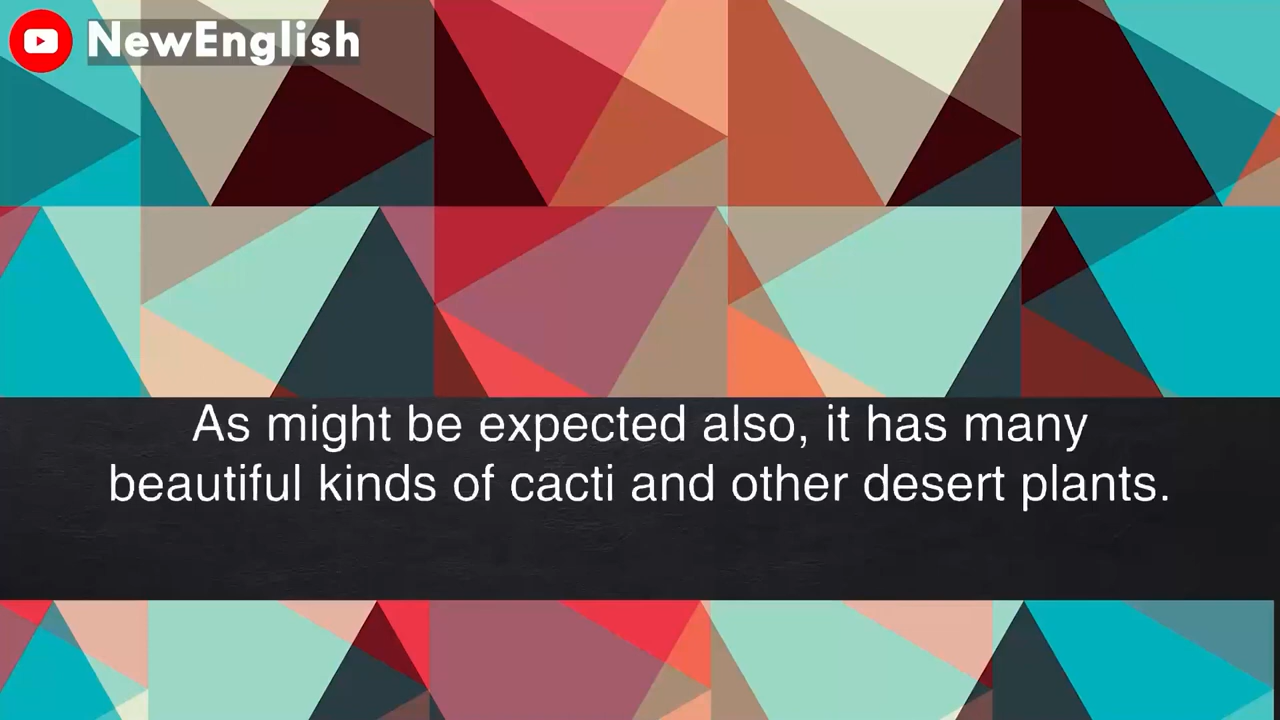 NewEnglish
As might be expected also, it has many
beautiful kinds of cacti and other desert plants.